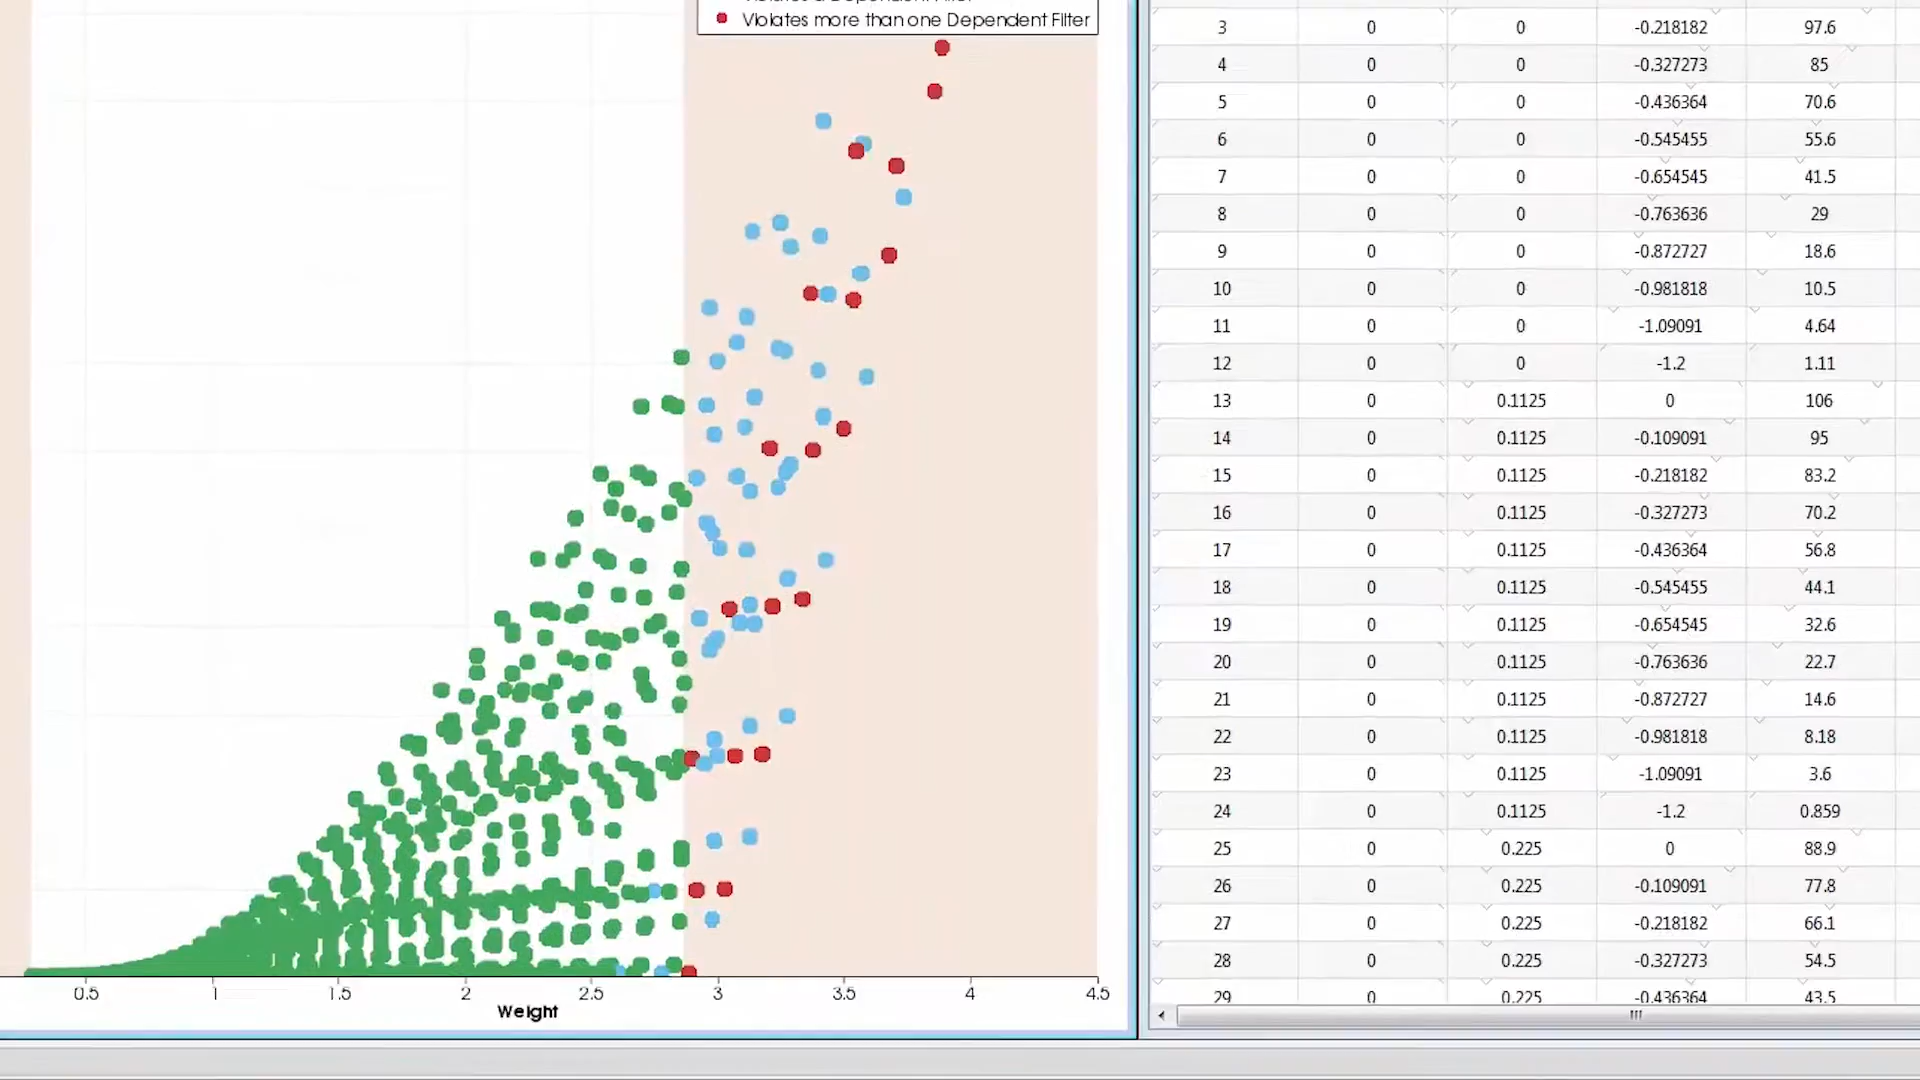 Violates a Dependent Filter
Violates more than one Dependent Filter
0.5 1 1.5 2 2.5 3 3.5 4 4.5
Weight
3 0 0 -0.218182 97.6
4 0 0 -0.327273 85
5 0 0 -0.436364 70.6
6 0 0 -0.545455 55.6
7 0 0 -0.654545 41.5
8 0 0 -0.763636 29
9 0 0 -0.872727 18.6
10 0 0 -0.981818 10.5
11 0 0 -1.09091 4.64
12 0 0 -1.2 1.11
13 0 0.1125 0 106
14 0 0.1125 -0.109091 95
15 0 0.1125 -0.218182 83.2
16 0 0.1125 -0.327273 70.2
17 0 0.1125 -0.436364 56.8
18 0 0.1125 -0.545455 44.1
19 0 0.1125 -0.654545 32.6
20 0 0.1125 -0.763636 22.7
21 0 0.1125 -0.872727 14.6
22 0 0.1125 -0.981818 8.18
23 0 0.1125 -1.09091 3.6
24 0 0.1125 -1.2 0.859
25 0 0.225 0 88.9
26 0 0.225 -0.109091 77.8
27 0 0.225 -0.218182 66.1
28 0 0.225 -0.327273 54.5
29 0 0.225 -0.436364 43.5